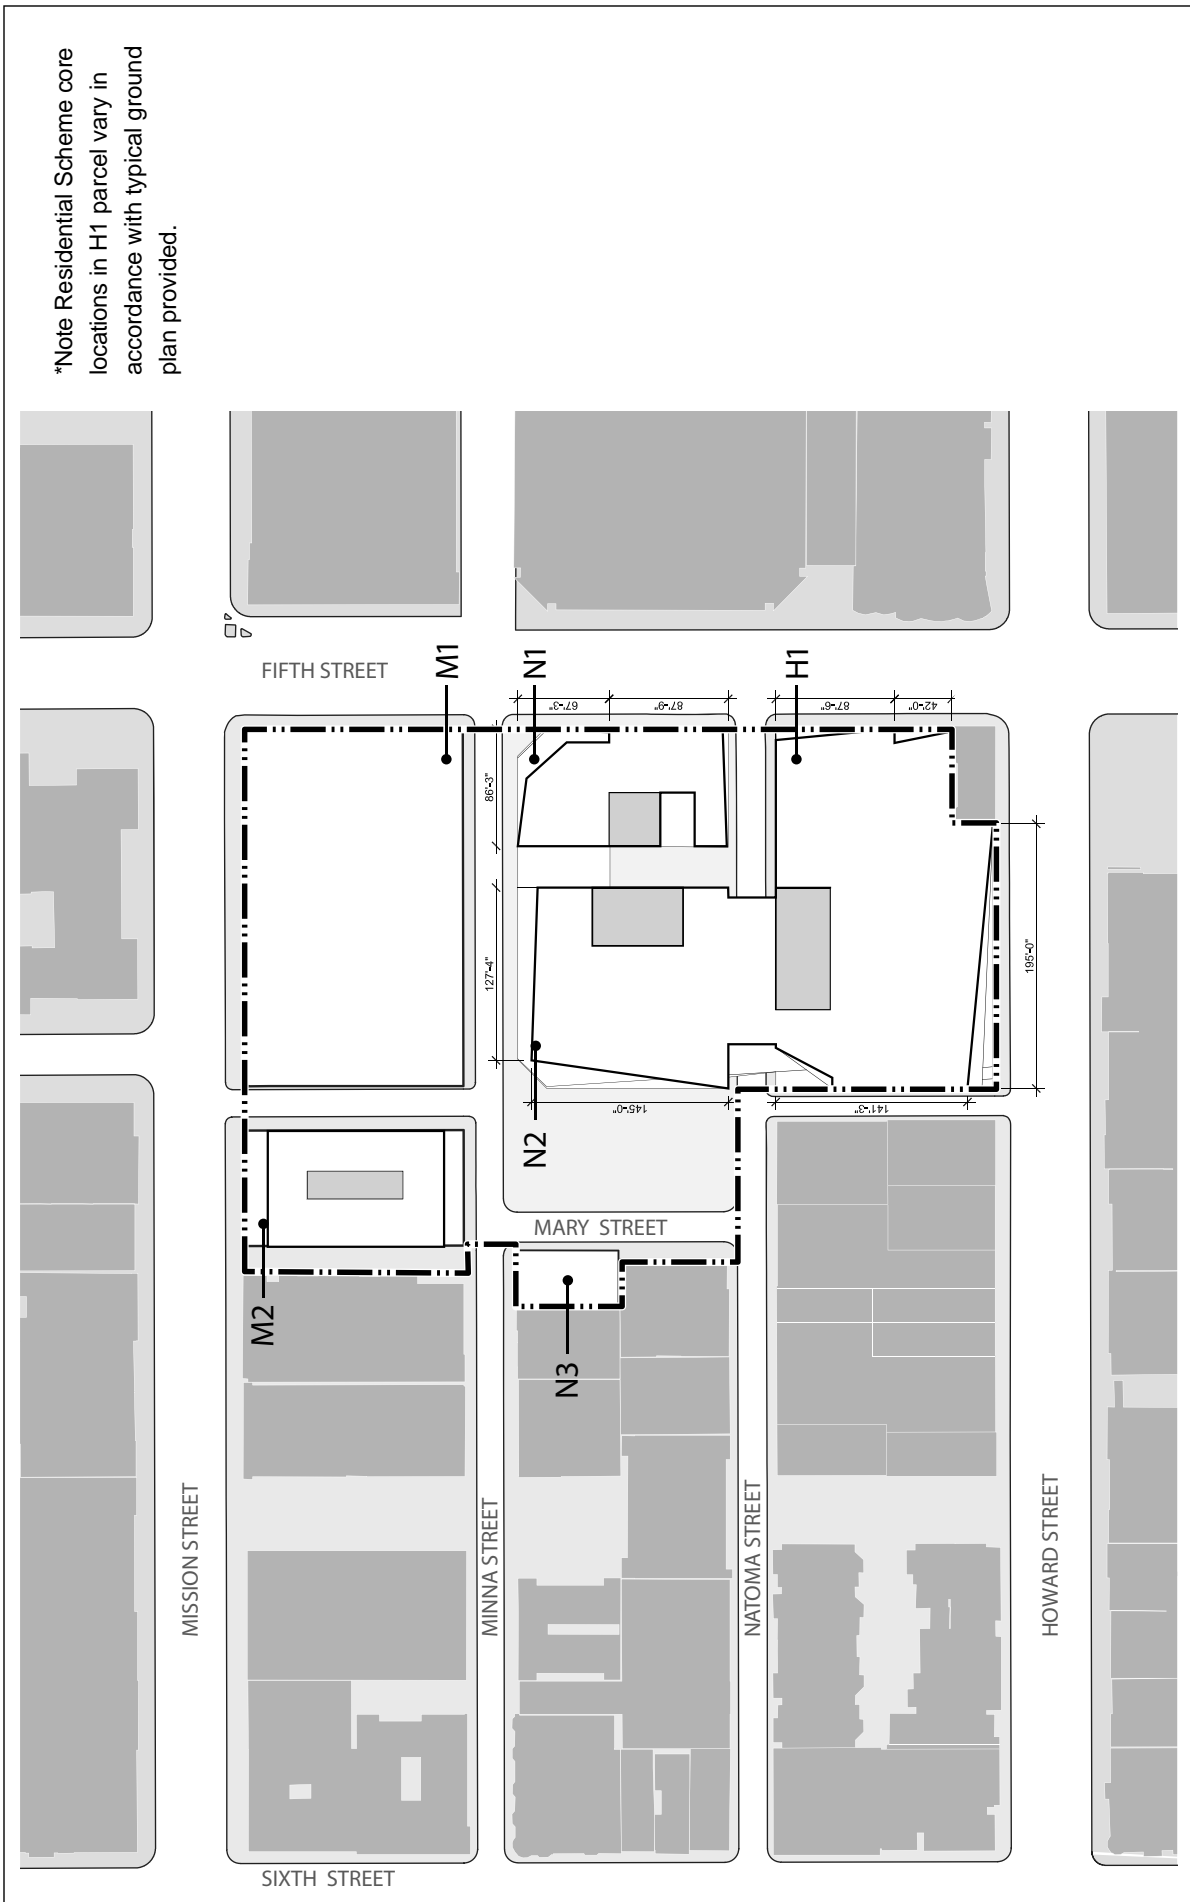 *Note Residential Scheme core
locations in H1 parcel vary in
accordance with typical ground
plan provided.
FIFTH STREET
M1
N1
H1
67'-3"
87'-9"
87'-6"
42'-0"
86'-3"
127'-4"
195'-0"
145'-0"
141'-3"
N2
M2
MARY STREET
N3
MISSION STREET
MINNA STREET
NATOMA STREET
HOWARD STREET
SIXTH STREET